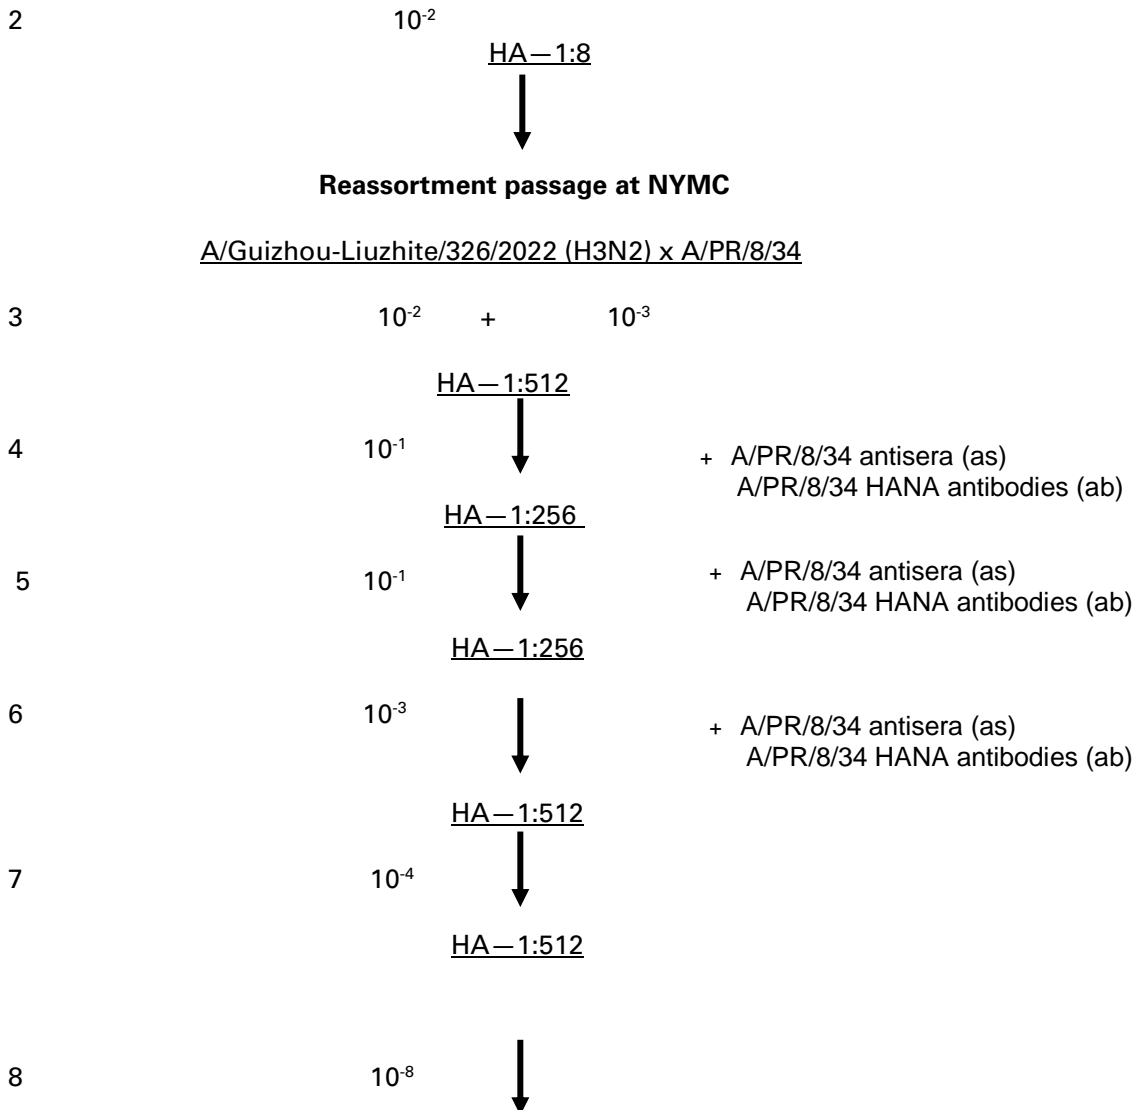 2 10⁻²
HA—1:8
Reassortment passage at NYMC
A/Guizhou-Liuzhite/326/2022 (H3N2) x A/PR/8/34
3 10⁻² + 10⁻³
HA—1:512
4 10⁻¹ + A/PR/8/34 antisera (as)
A/PR/8/34 HANA antibodies (ab)
HA—1:256
5 10⁻¹ + A/PR/8/34 antisera (as)
A/PR/8/34 HANA antibodies (ab)
HA—1:256
6 10⁻³ + A/PR/8/34 antisera (as)
A/PR/8/34 HANA antibodies (ab)
HA—1:512
7 10⁻⁴
HA—1:512
8 10⁻⁸